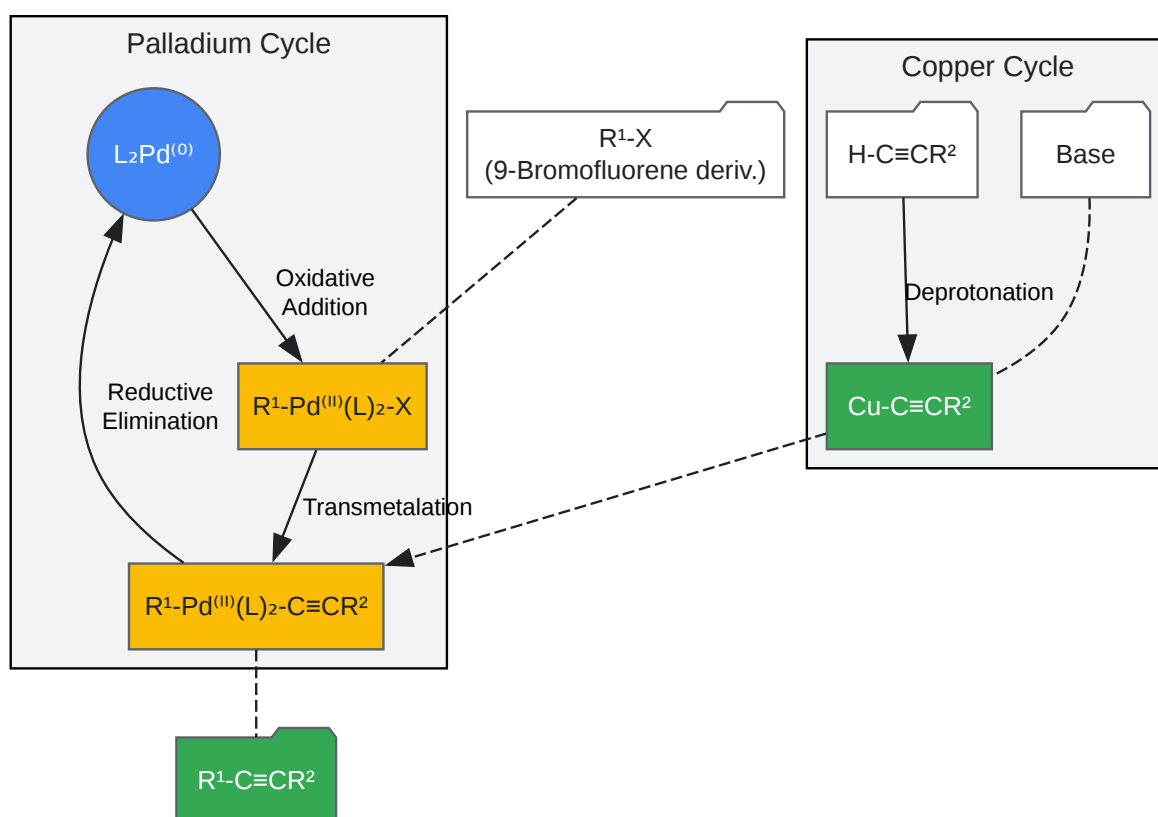 Palladium Cycle
Copper Cycle
L₂Pd⁽⁰⁾
R¹-X
(9-Bromofluorene deriv.)
H-C≡CR²
Base
Oxidative
Addition
Deprotonation
Reductive
Elimination
R¹-Pd⁽ᴵᴵ⁾(L)₂-X
Cu-C≡CR²
Transmetalation
R¹-Pd⁽ᴵᴵ⁾(L)₂-C≡CR²
R¹-C≡CR²